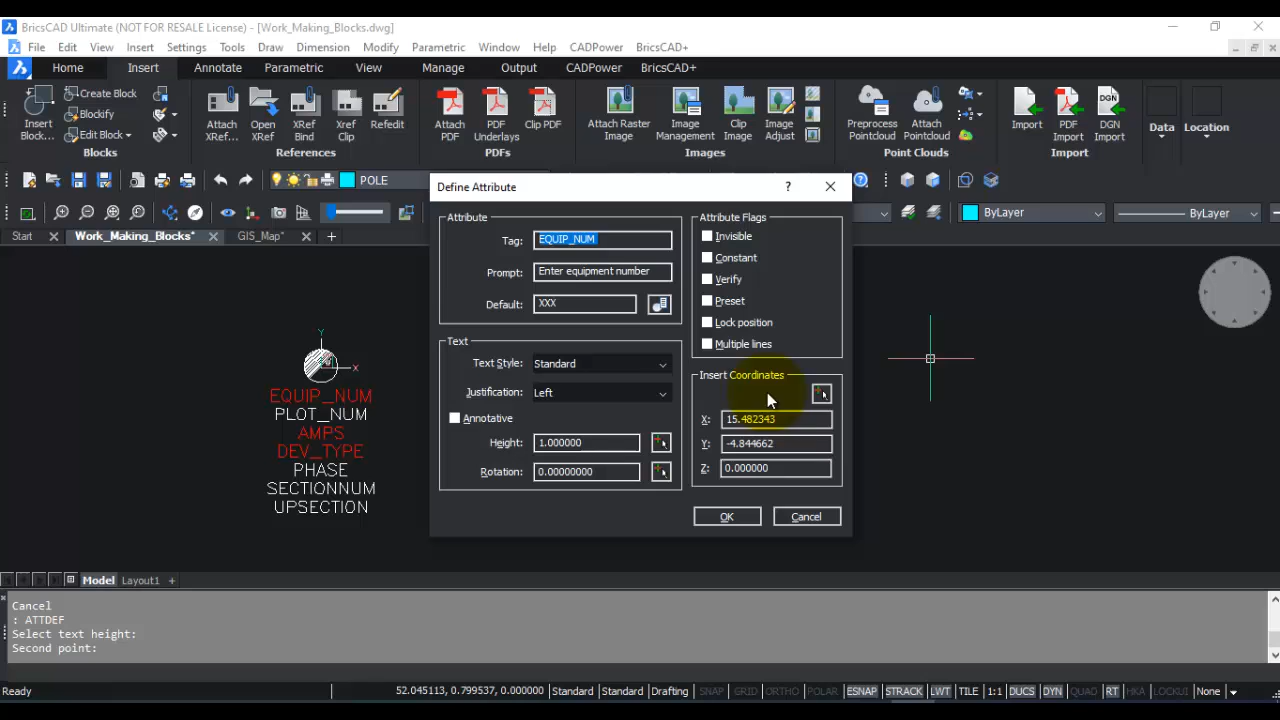 BricsCAD Ultimate (NOT FOR RESALE License) - [Work_Making_Blocks.dwg]
File Edit View Insert Settings Tools Draw Dimension Modify Parametric Window Help CADPower BricsCAD+
Home Insert Annotate Parametric View Manage Output CADPower BricsCAD+
Insert Block...
Create Block
Blockify
Edit Block
Blocks
Attach XRef...
Open XRef
XRef Bind
Xref Clip
Refedit
References
Attach PDF
PDF Underlays
Clip PDF
PDFs
Attach Raster Image
Image Management
Clip Image
Image Adjust
Images
Preprocess Pointcloud
Attach Pointcloud
Point Clouds
Import
PDF Import
DGN Import
Import
Data
Location
POLE
ByLayer
ByLayer
Start
Work_Making_Blocks*
GIS_Map*
Define Attribute
?
Attribute
Tag: EQUIP_NUM
Prompt: Enter equipment number
Default: XXX
Text
Text Style: Standard
Justification: Left
Annotative
Height: 1.000000
Rotation: 0.00000000
Attribute Flags
Invisible
Constant
Verify
Preset
Lock position
Multiple lines
Insert Coordinates
X: 15.482343
Y: -4.844662
Z: 0.000000
OK
Cancel
Y
X
EQUIP_NUM
PLOT_NUM
AMPS
DEV_TYPE
PHASE
SECTIONNUM
UPSECTION
Model Layout1 +
Cancel
: ATTDEF
Select text height:
Second point:
Ready
52.045113, 0.799537, 0.000000 Standard Standard Drafting SNAP GRID ORTHO POLAR ESNAP STRACK LWT TILE 1:1 DUCS DYN QUAD RT HKA LOCKUI None